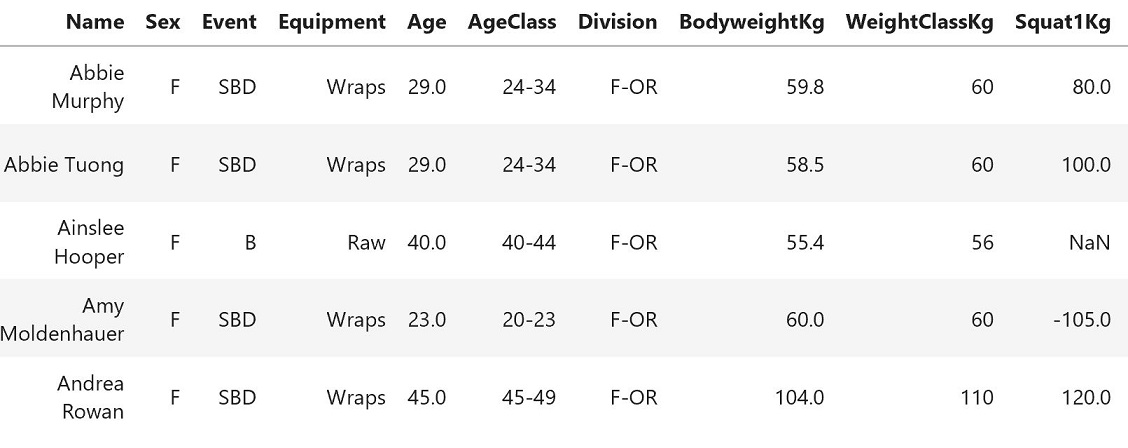 Name Sex Event Equipment Age AgeClass Division BodyweightKg WeightClassKg Squat1Kg
Abbie
Murphy F SBD Wraps 29.0 24-34 F-OR 59.8 60 80.0
Abbie Tuong F SBD Wraps 29.0 24-34 F-OR 58.5 60 100.0
Ainslee
Hooper F B Raw 40.0 40-44 F-OR 55.4 56 NaN
Amy
Moldenhauer F SBD Wraps 23.0 20-23 F-OR 60.0 60 -105.0
Andrea
Rowan F SBD Wraps 45.0 45-49 F-OR 104.0 110 120.0